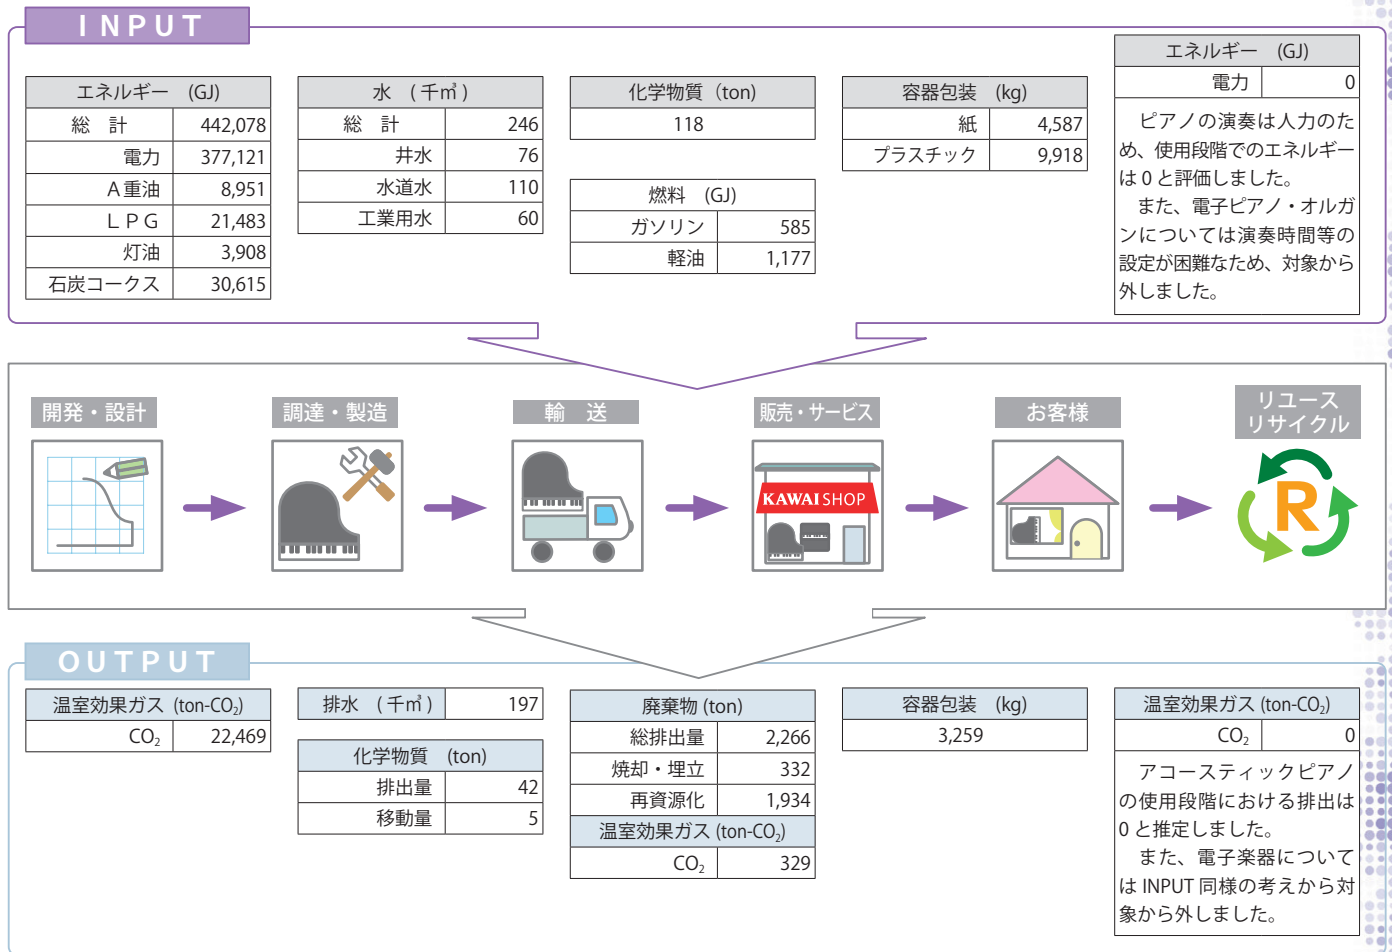 INPUT
エネルギー (GJ)
総 計 442,078
電力 377,121
A重油 8,951
LPG 21,483
灯油 3,908
石炭コークス 30,615
水 (千㎥)
総 計 246
井水 76
水道水 110
工業用水 60
化学物質 (ton)
118
燃料 (GJ)
ガソリン 585
軽油 1,177
容器包装 (kg)
紙 4,587
プラスチック 9,918
エネルギー (GJ)
電力 0
ピアノの演奏は人力のた
め、使用段階でのエネルギー
は0と評価しました。
また、電子ピアノ・オルガ
ンについては演奏時間等の
設定が困難なため、対象から
外しました。
開発・設計
調達・製造
輸 送
販売・サービス
お客様
リユース
リサイクル
KAWAI SHOP
R
OUTPUT
温室効果ガス (ton-CO₂)
CO₂ 22,469
排水 (千㎥) 197
化学物質 (ton)
排出量 42
移動量 5
廃棄物 (ton)
総排出量 2,266
焼却・埋立 332
再資源化 1,934
温室効果ガス (ton-CO₂)
CO₂ 329
容器包装 (kg)
3,259
温室効果ガス (ton-CO₂)
CO₂ 0
アコースティックピアノ
の使用段階における排出は
0と推定しました。
また、電子楽器について
はINPUT同様の考えから対
象から外しました。